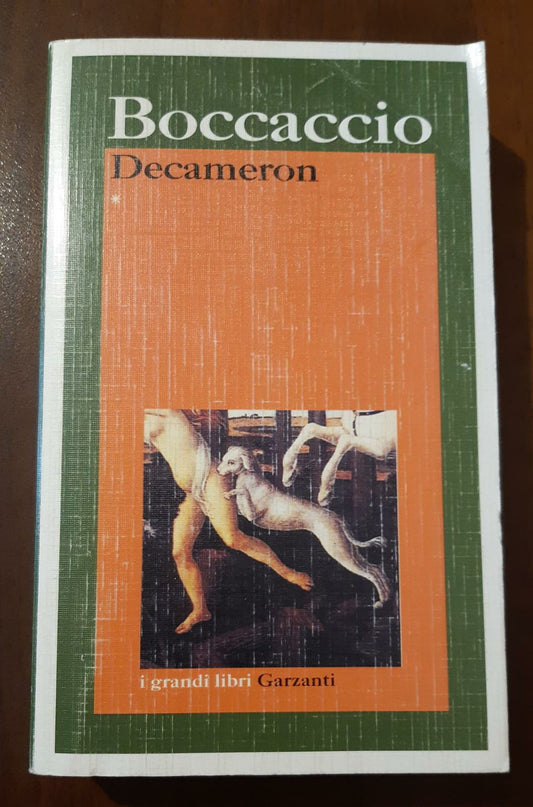 Boccaccio
Decameron
*
i grandi libri Garzanti